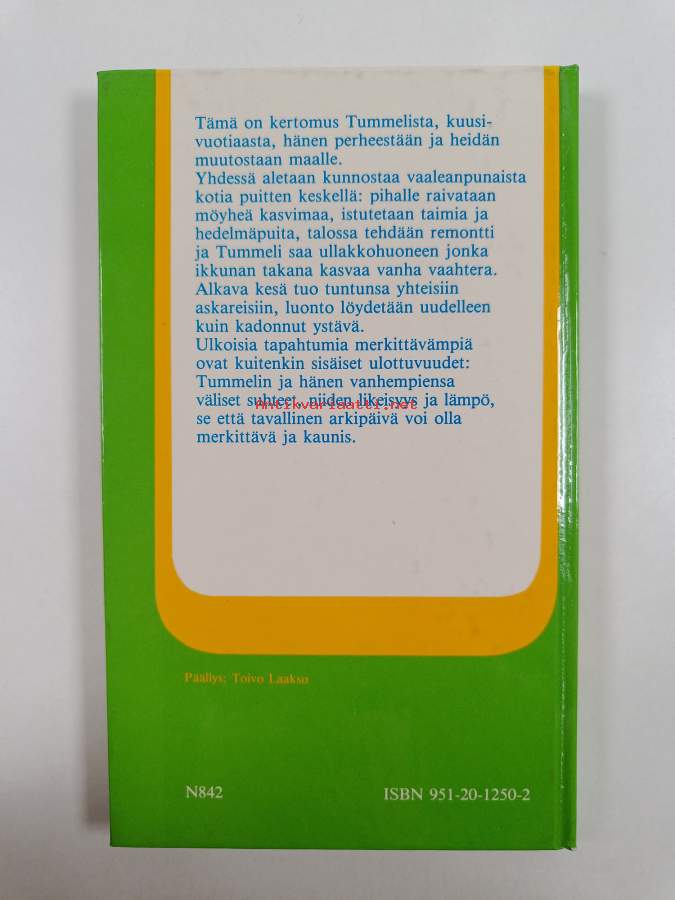 Tämä on kertomus Tummelista, kuusi-
vuotiaasta, hänen perheestään ja heidän
muutostaan maalle.
Yhdessä aletaan kunnostaa vaaleanpunaista
kotia puitten keskellä: pihalle raivataan
möyheä kasvimaa, istutetaan taimia ja
hedelmäpuita, talossa tehdään remontti
ja Tummeli saa ullakkohuoneen jonka
ikkunan takana kasvaa vanha vaahtera.
Alkava kesä tuo tuntunsa yhteisiin
askareisiin, luonto löydetään uudelleen
kuin kadonnut ystävä.
Ulkoisia tapahtumia merkittävämpiä
ovat kuitenkin sisäiset ulottuvuudet:
Tummelin ja hänen vanhempiensa
väliset suhteet, niiden likeisyys ja lämpö,
Antikvariaatti.net
se että tavallinen arkipäivä voi olla
merkittävä ja kaunis.
Päällys: Toivo Laakso
N842
ISBN 951-20-1250-2